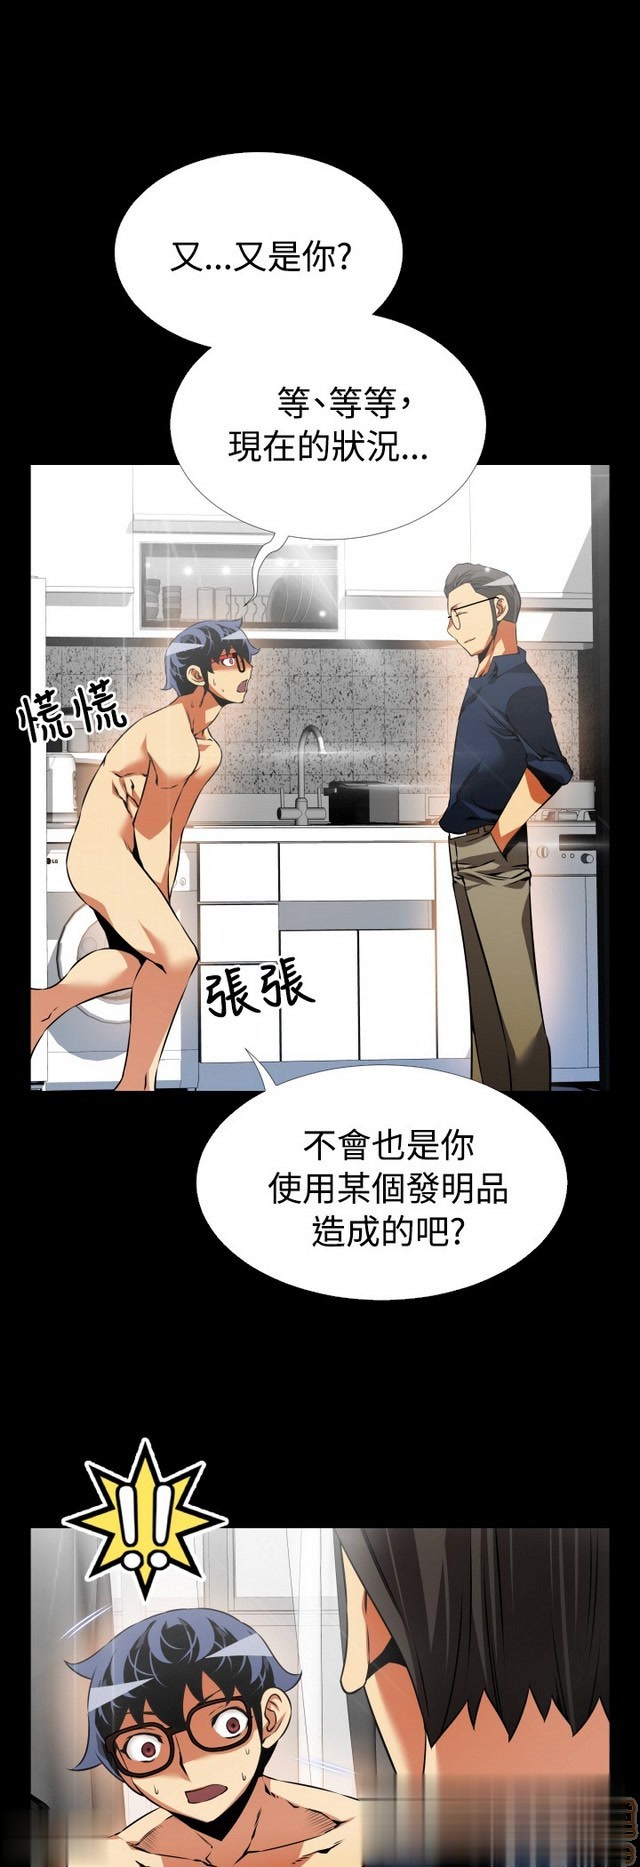 又...又是你?
等、等等，
現在的狀況...
慌慌
LG
張張
不會也是你
使用某個發明品
造成的吧?
!!